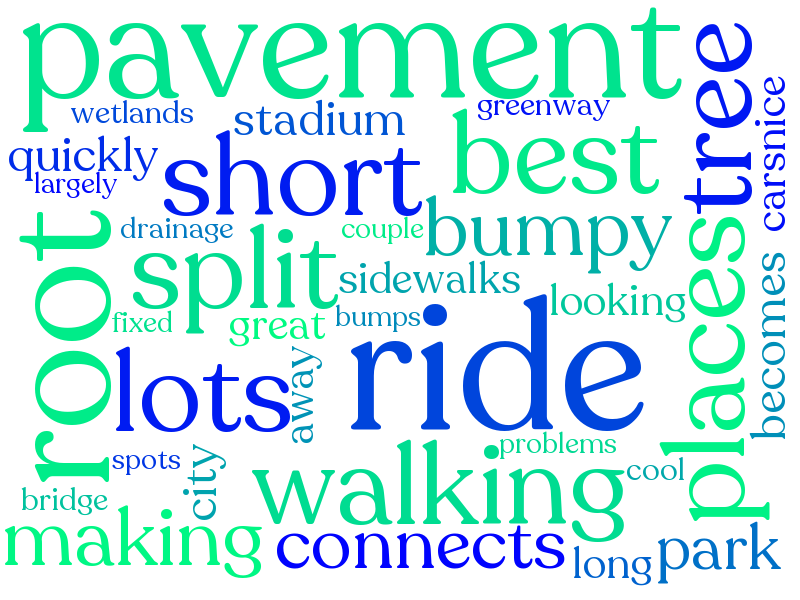 pavement
tree
wetlands
stadium
greenway
carsnice
quickly
short
best
largely
root
drainage
couple
bumpy
places
split
sidewalks
looking
becomes
fixed
great
bumps
ride
lots
away
walking
problems
spots
city
cool
bridge
making
connects
long
park